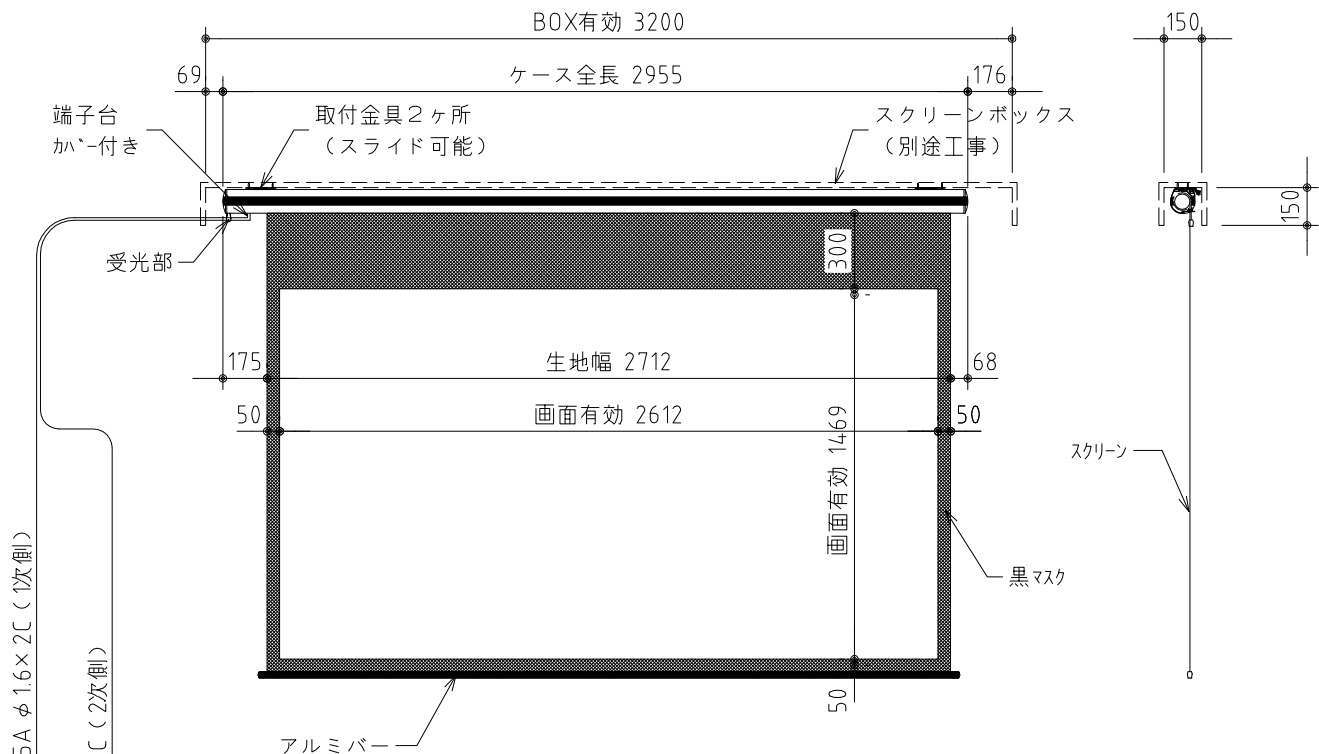 BOX有効 3200
150
69
ケース全長 2955
176
端子台
ｶﾊﾞｰ付き
取付金具２ヶ所
（スライド可能）
スクリーンボックス
（別途工事）
150
受光部
300
175
生地幅 2712
68
50
画面有効 2612
50
画面有効 1469
ｽｸﾘｰﾝ
黒ﾏｽｸ
5A φ1.6×2C（1次側）
C（2次側）
50
アルミバー